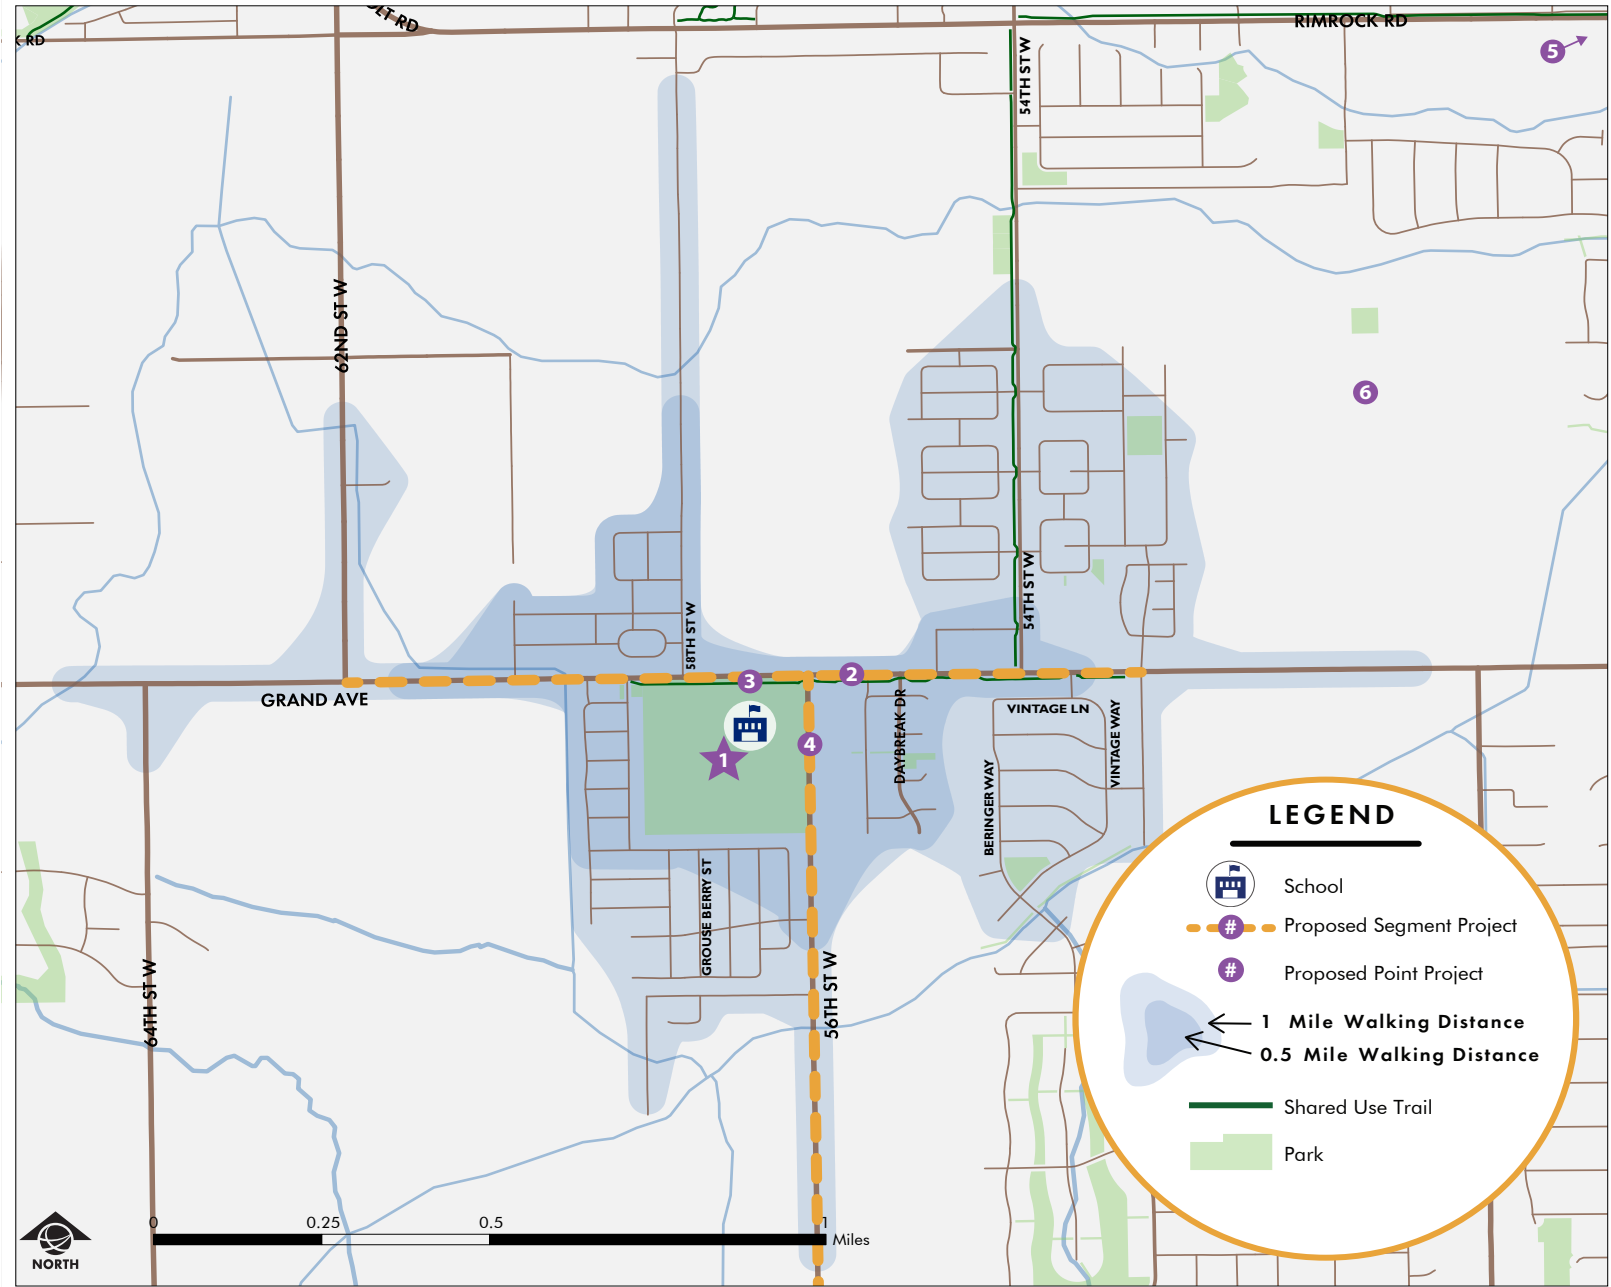 OLT RD
K RD
RIMROCK RD
5
54TH ST W
62ND ST W
6
54TH ST W
58TH ST W
GRAND AVE
3
2
1
4
DAYBREAK DR
VINTAGE LN
VINTAGE WAY
BERINGER WAY
GROUSE BERRY ST
56TH ST W
64TH ST W
LEGEND
School
# Proposed Segment Project
# Proposed Point Project
1 Mile Walking Distance
0.5 Mile Walking Distance
Shared Use Trail
Park
0 0.25 0.5 1
Miles
NORTH